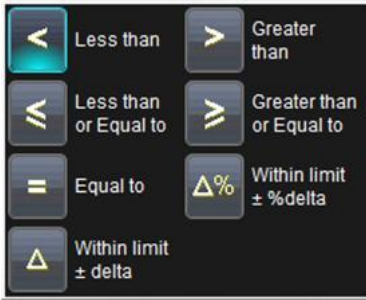 < Less than
> Greater
than
≤ Less than
or Equal to
≥ Greater than
or Equal to
= Equal to
Δ% Within limit
± %delta
Δ Within limit
± delta